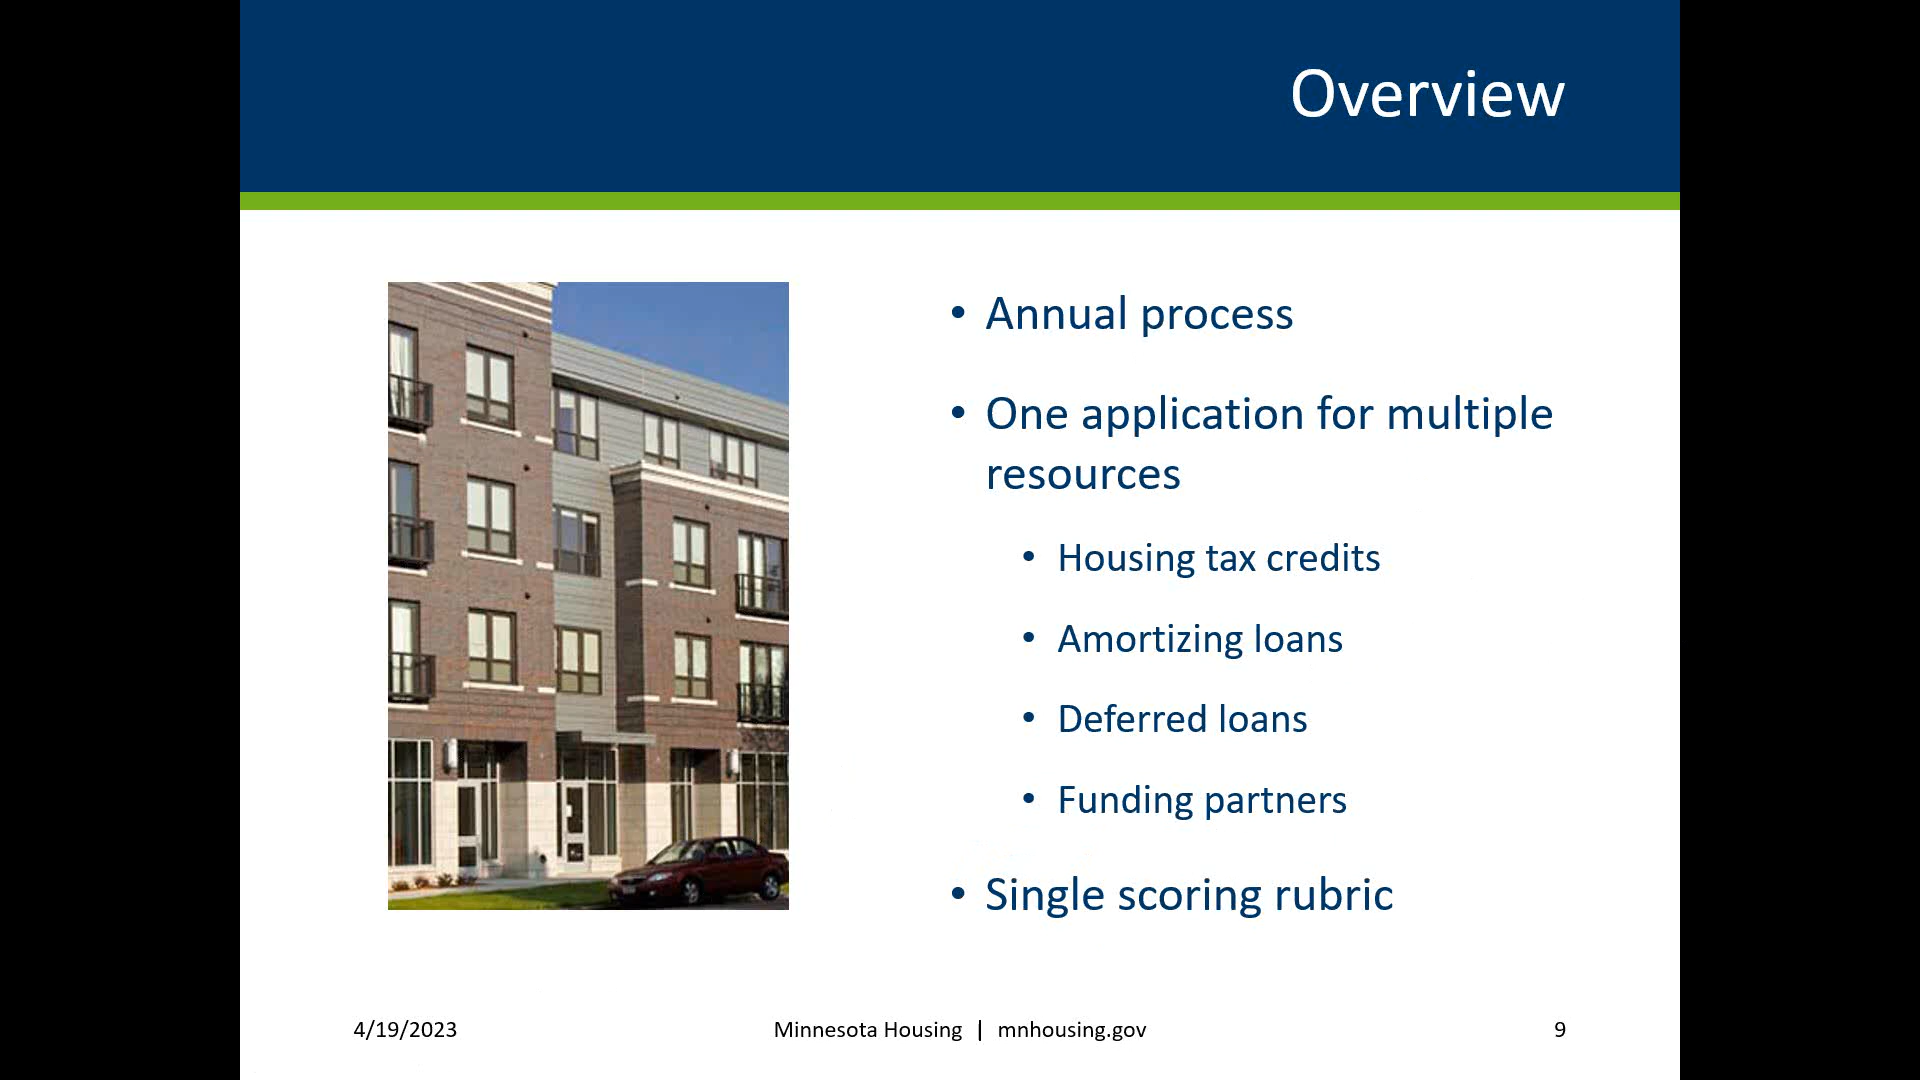 Overview
• Annual process
• One application for multiple
resources
• Housing tax credits
• Amortizing loans
• Deferred loans
• Funding partners
• Single scoring rubric
4/19/2023
Minnesota Housing | mnhousing.gov
9